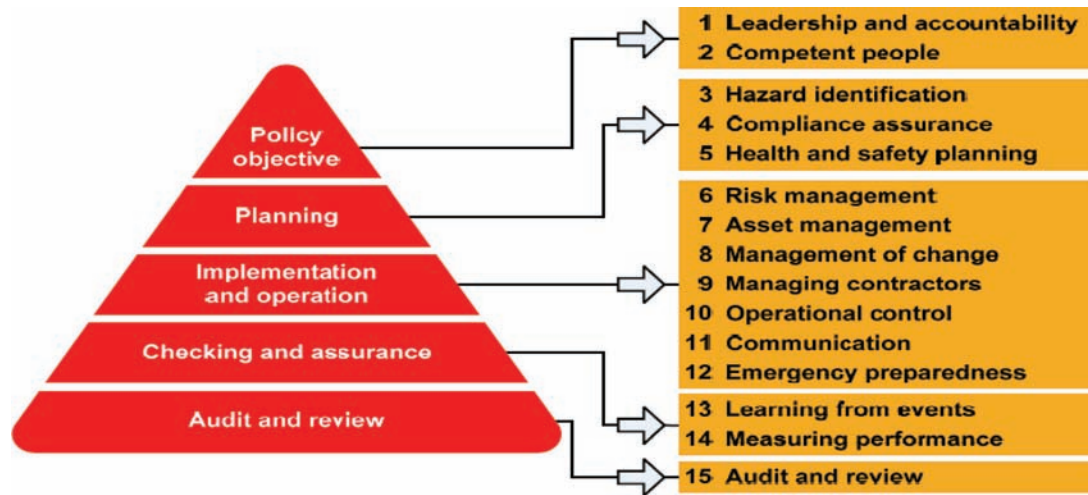 Policy
objective
Planning
Implementation
and operation
Checking and assurance
Audit and review
1 Leadership and accountability
2 Competent people
3 Hazard identification
4 Compliance assurance
5 Health and safety planning
6 Risk management
7 Asset management
8 Management of change
9 Managing contractors
10 Operational control
11 Communication
12 Emergency preparedness
13 Learning from events
14 Measuring performance
15 Audit and review